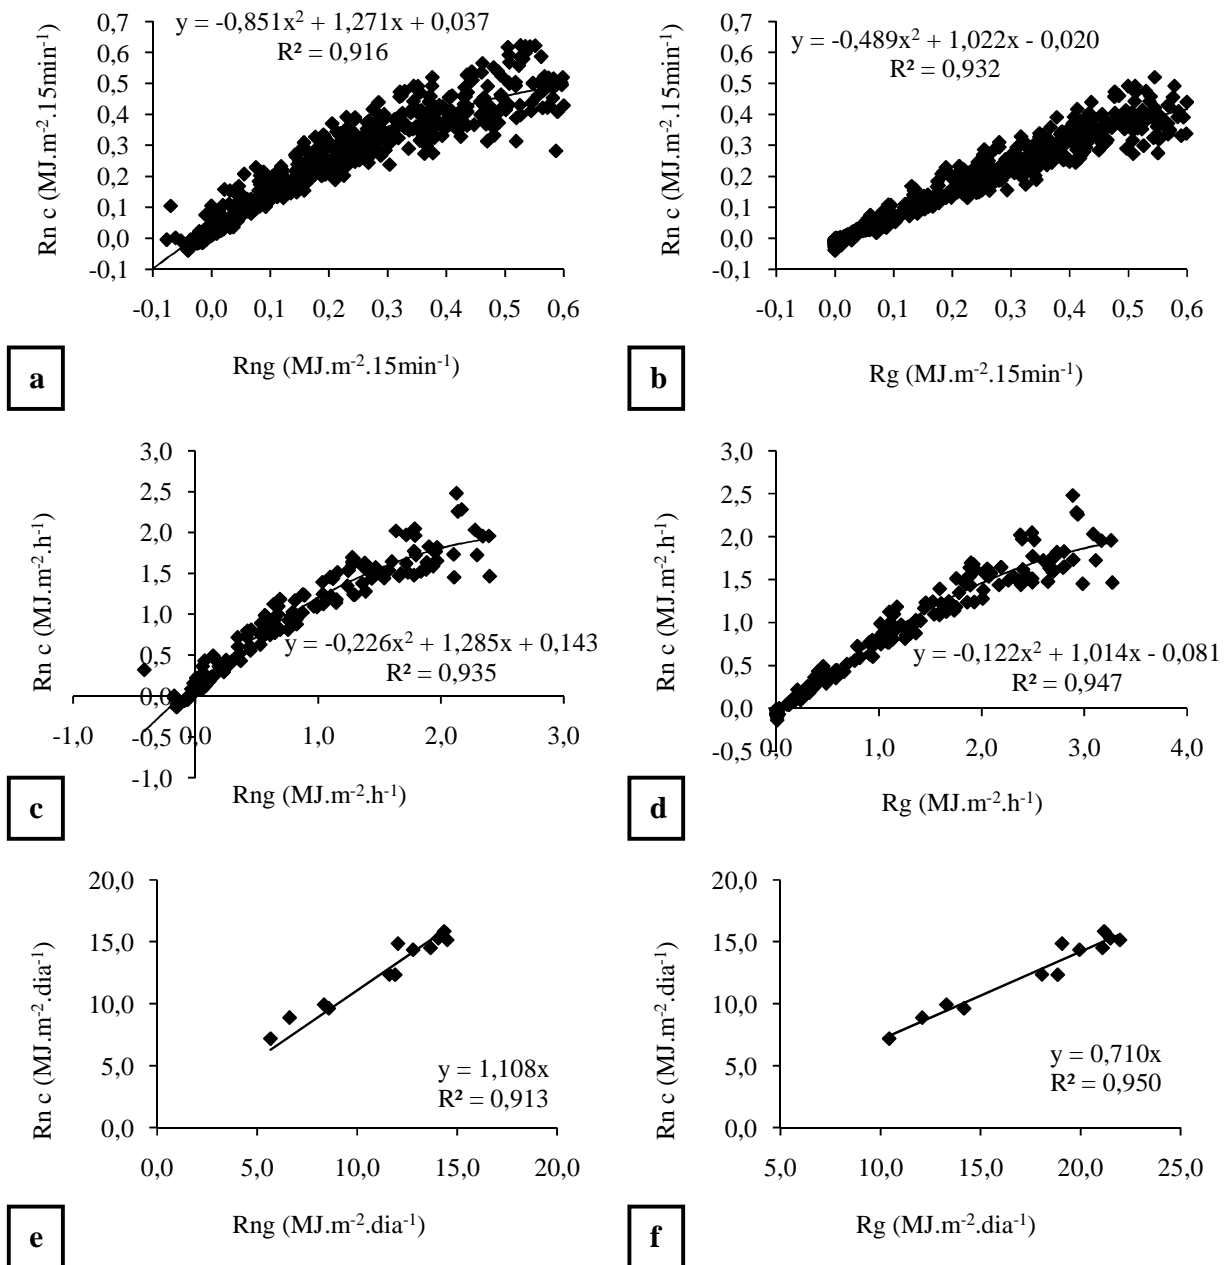 y = -0,851x² + 1,271x + 0,037
R² = 0,916
Rn c (MJ.m⁻².15min⁻¹)
0,7
0,6
0,5
0,4
0,3
0,2
0,1
0,0
-0,1
-0,1 0,0 0,1 0,2 0,3 0,4 0,5 0,6
Rng (MJ.m⁻².15min⁻¹)
a
y = -0,489x² + 1,022x - 0,020
R² = 0,932
Rn c (MJ.m⁻².15min⁻¹)
0,7
0,6
0,5
0,4
0,3
0,2
0,1
0,0
-0,1
-0,1 0,0 0,1 0,2 0,3 0,4 0,5 0,6
Rg (MJ.m⁻².15min⁻¹)
b
Rn c (MJ.m⁻².h⁻¹)
3,0
2,5
2,0
1,5
1,0
0,5
0,0
-0,5
-1,0
y = -0,226x² + 1,285x + 0,143
R² = 0,935
-1,0 0,0 1,0 2,0 3,0
Rng (MJ.m⁻².h⁻¹)
c
Rn c (MJ.m⁻².h⁻¹)
3,0
2,5
2,0
1,5
1,0
0,5
0,0
-0,5
y = -0,122x² + 1,014x - 0,081
R² = 0,947
0,0 1,0 2,0 3,0 4,0
Rg (MJ.m⁻².h⁻¹)
d
Rn c (MJ.m⁻².dia⁻¹)
20,0
15,0
10,0
5,0
0,0
y = 1,108x
R² = 0,913
0,0 5,0 10,0 15,0 20,0
Rng (MJ.m⁻².dia⁻¹)
e
Rn c (MJ.m⁻².dia⁻¹)
20,0
15,0
10,0
5,0
0,0
y = 0,710x
R² = 0,950
5,0 10,0 15,0 20,0 25,0
Rg (MJ.m⁻².dia⁻¹)
f